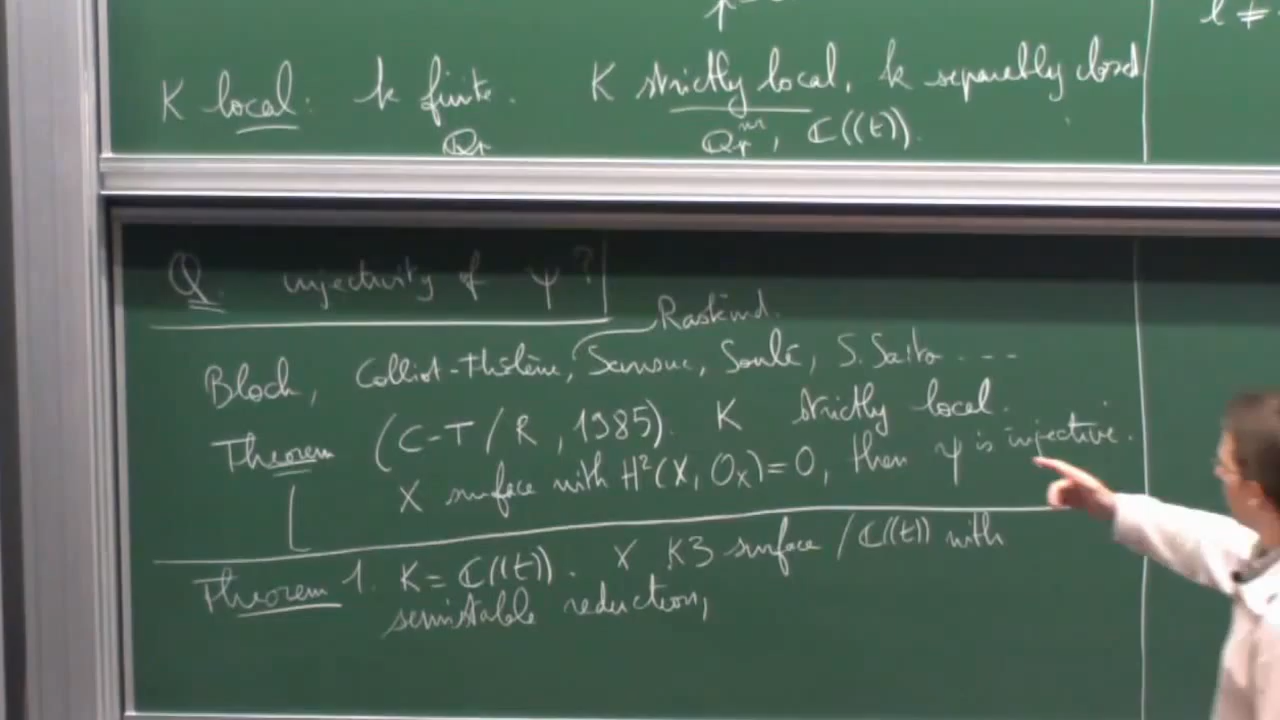 l ≠
K local: k finite. K strictly local, k separably closed
Qp Qp^nr, ℂ((t)).
Q. injectivity of ψ?
Raskind.
Bloch, Colliot-Thélène, Sansuc, Soulé, S. Saito ----
Theorem (C-T/R, 1985). K strictly local.
X surface with H²(X, O_X)=0, then ψ is injective.
Theorem 1. K = ℂ((t)). X K3 surface /ℂ((t)) with
semistable reduction,